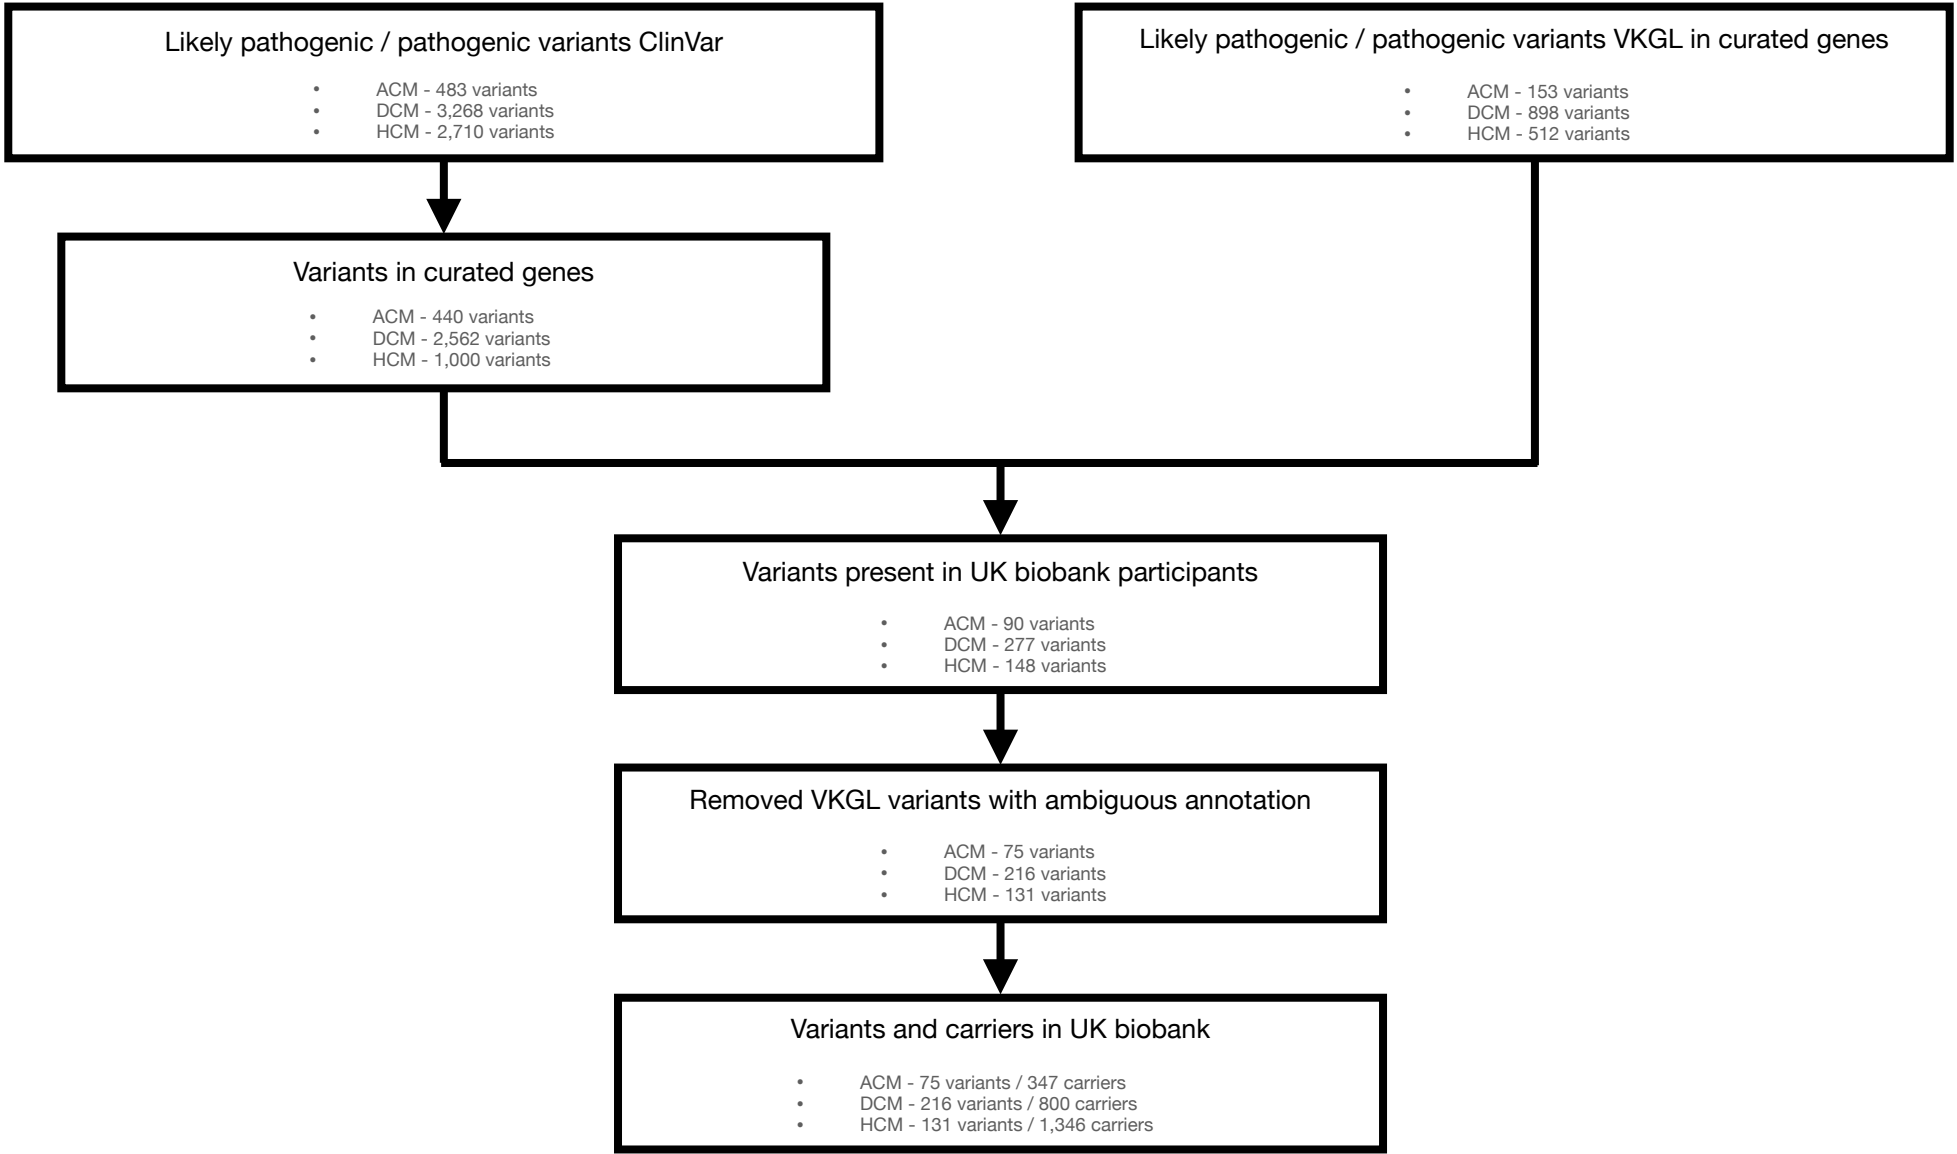 Likely pathogenic / pathogenic variants ClinVar
• ACM - 483 variants
• DCM - 3,268 variants
• HCM - 2,710 variants
Likely pathogenic / pathogenic variants VKGL in curated genes
• ACM - 153 variants
• DCM - 898 variants
• HCM - 512 variants
Variants in curated genes
• ACM - 440 variants
• DCM - 2,562 variants
• HCM - 1,000 variants
Variants present in UK biobank participants
• ACM - 90 variants
• DCM - 277 variants
• HCM - 148 variants
Removed VKGL variants with ambiguous annotation
• ACM - 75 variants
• DCM - 216 variants
• HCM - 131 variants
Variants and carriers in UK biobank
• ACM - 75 variants / 347 carriers
• DCM - 216 variants / 800 carriers
• HCM - 131 variants / 1,346 carriers